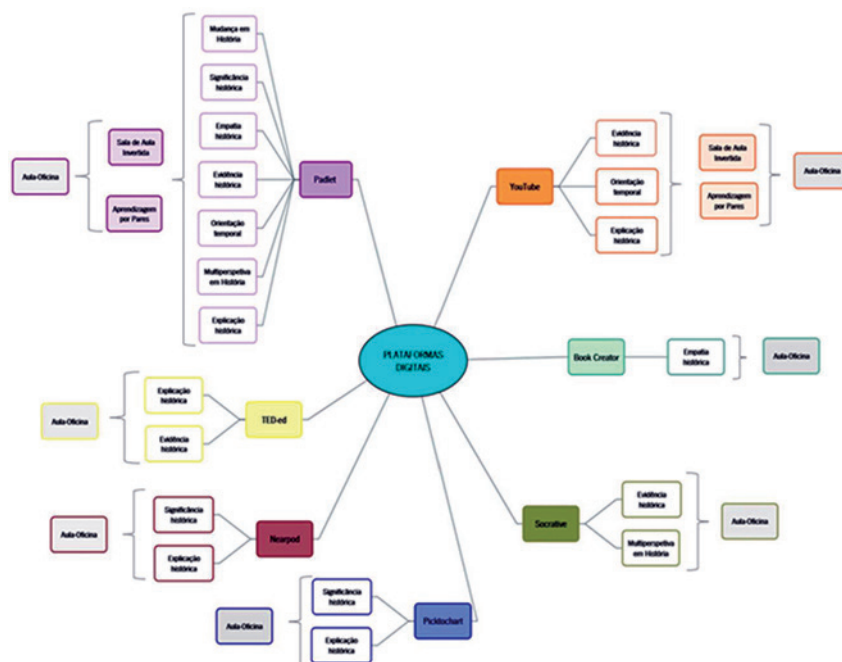 Mudança em
História
Significância
histórica
Empatia
histórica
Evidência
histórica
Orientação
temporal
Multiperspetiva
em História
Explicação
histórica
Sala de Aula
Invertida
Aprendizagem
por Pares
Aula-Oficina
Padlet
YouTube
Evidência
histórica
Orientação
temporal
Explicação
histórica
Sala de Aula
Invertida
Aprendizagem
por Pares
Aula-Oficina
PLATAFORMAS
DIGITAIS
Book Creator
Empatia
histórica
Aula-Oficina
TED-ed
Explicação
histórica
Evidência
histórica
Aula-Oficina
Socrative
Evidência
histórica
Multiperspetiva
em História
Aula-Oficina
Nearpod
Significância
histórica
Explicação
histórica
Aula-Oficina
Picktochart
Significância
histórica
Explicação
histórica
Aula-Oficina